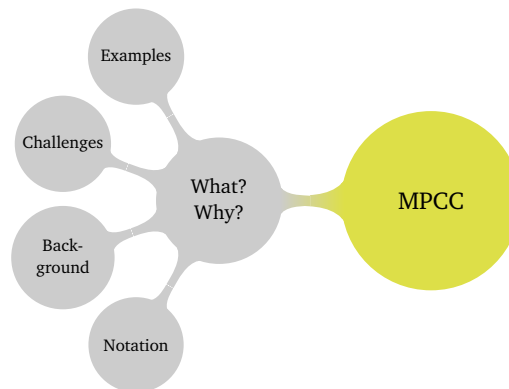 Examples
Challenges
What?
Why?
MPCC
Back-
ground
Notation